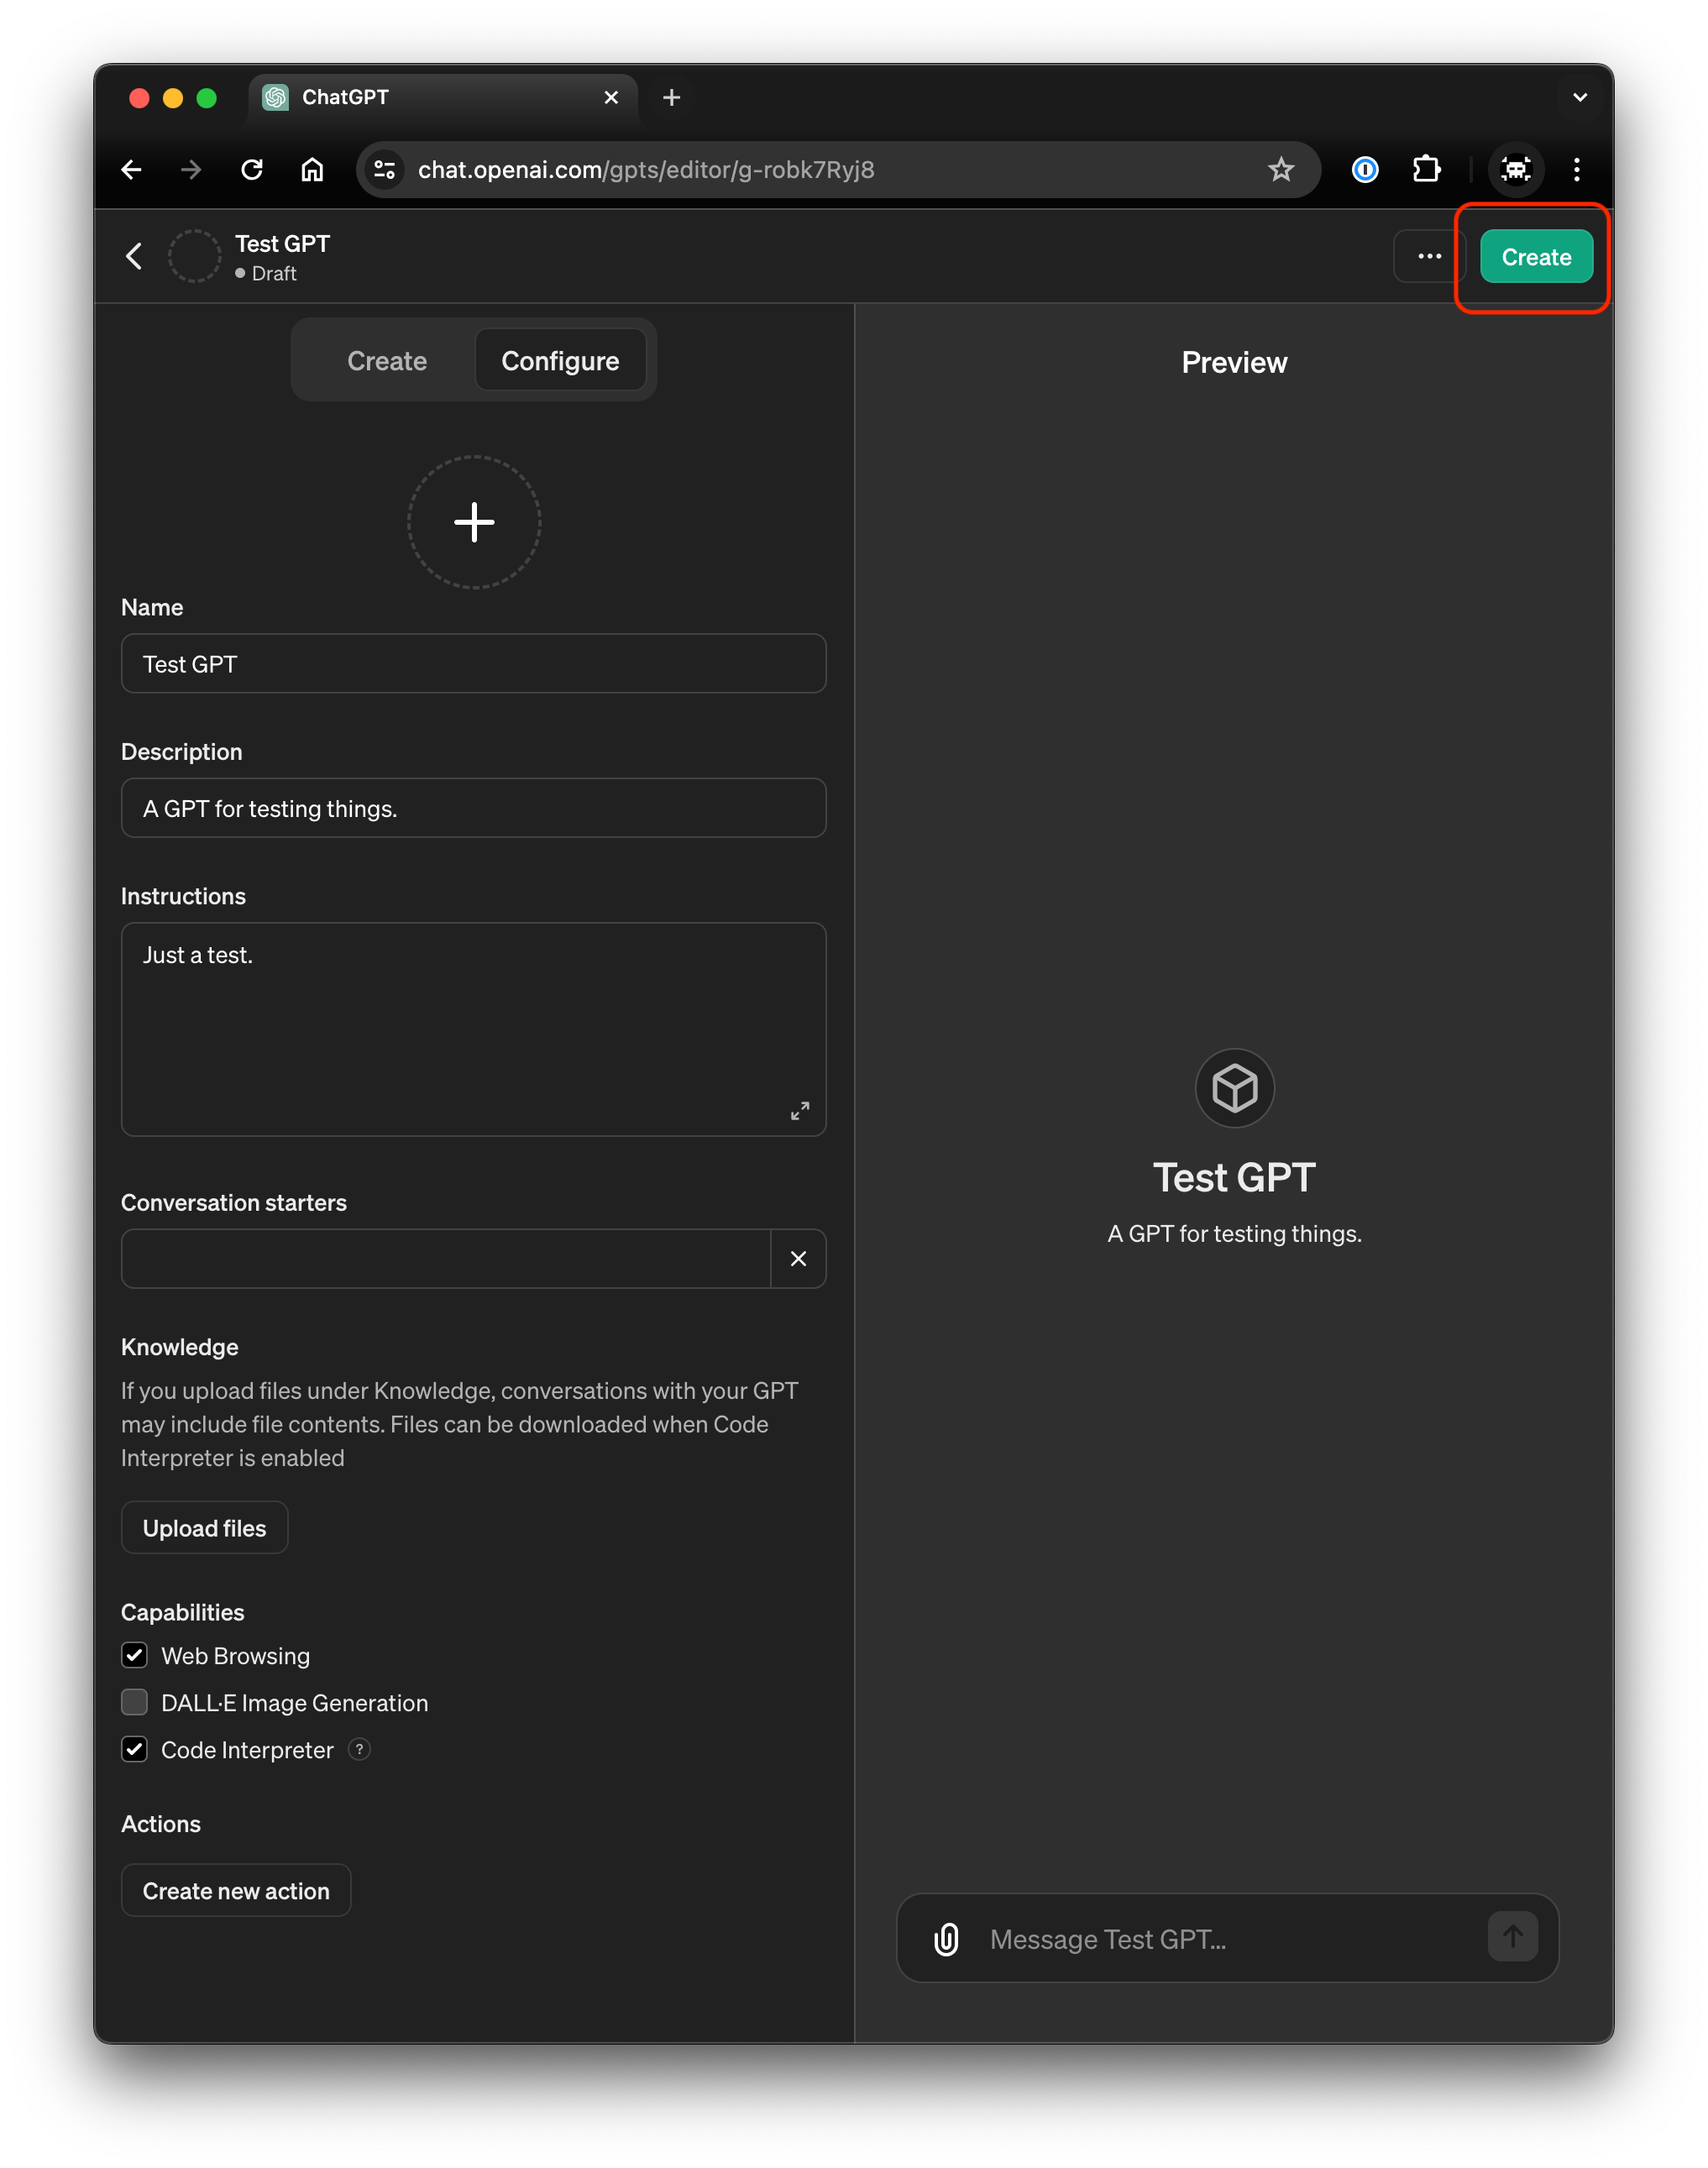 ChatGPT
chat.openai.com/gpts/editor/g-robk7Ryj8
Test GPT
Draft
Create
Create
Configure
Preview
Name
Test GPT
Description
A GPT for testing things.
Instructions
Just a test.
Conversation starters
Knowledge
If you upload files under Knowledge, conversations with your GPT
may include file contents. Files can be downloaded when Code
Interpreter is enabled
Upload files
Capabilities
Web Browsing
DALL·E Image Generation
Code Interpreter ?
Actions
Create new action
Test GPT
A GPT for testing things.
Message Test GPT...